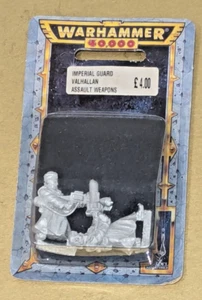 WARHAMMER
40,000
IMPERIAL GUARD
VALHALLAN
ASSAULT WEAPONS
£4.00